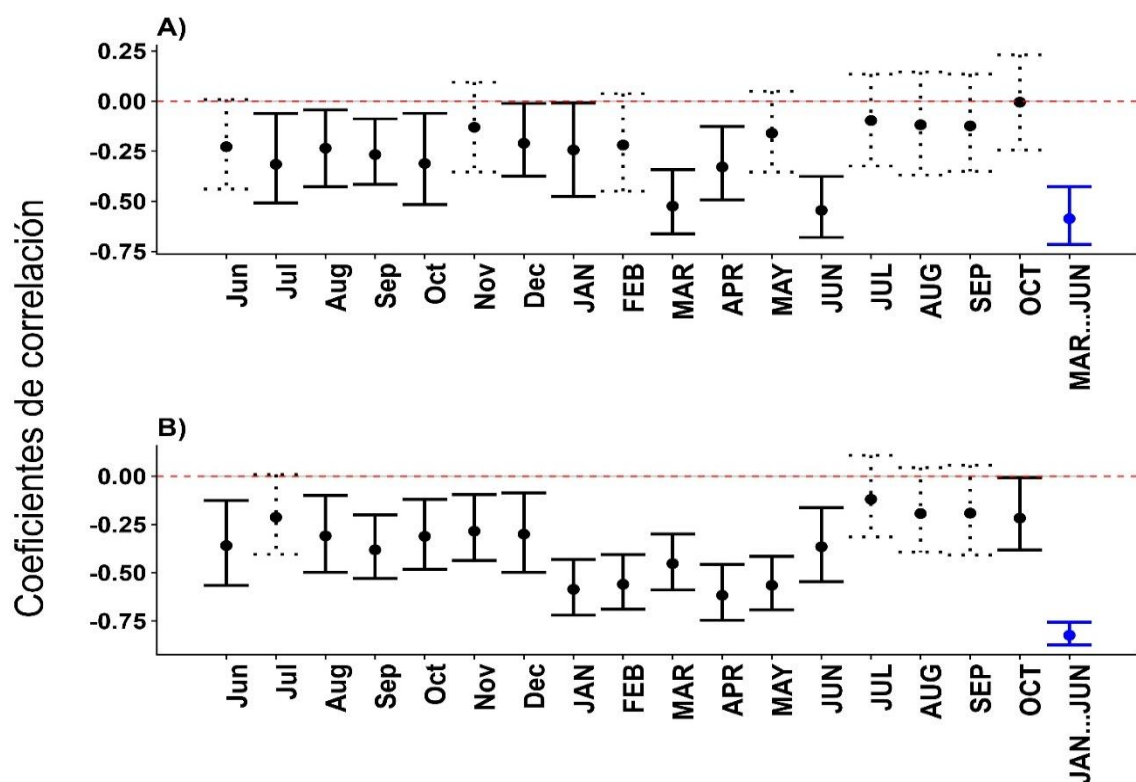 Coeficientes de correlación
A)
0.25
0.00
-0.25
-0.50
-0.75
Jun Jul Aug Sep Oct Nov Dec JAN FEB MAR APR MAY JUN JUL AUG SEP OCT MAR...JUN
B)
0.00
-0.25
-0.50
-0.75
Jun Jul Aug Sep Oct Nov Dec JAN FEB MAR APR MAY JUN JUL AUG SEP OCT JAN...JUN